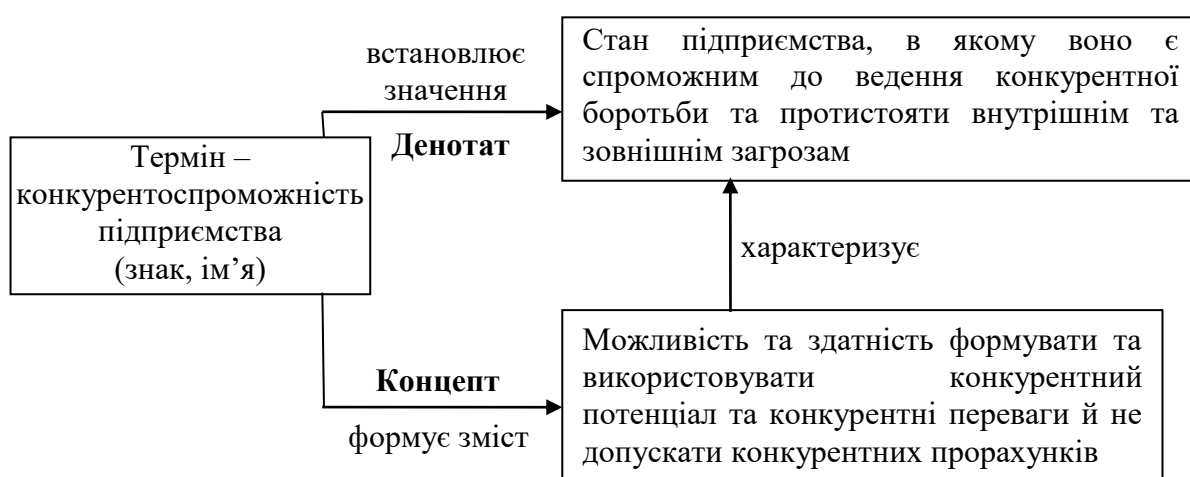 Термін –
конкурентоспроможність
підприємства
(знак, ім’я)
встановлює
значення
Денотат
Стан підприємства, в якому воно є
спроможним до ведення конкурентної
боротьби та протистояти внутрішнім та
зовнішнім загрозам
характеризує
Концепт
формує зміст
Можливість та здатність формувати та
використовувати конкурентний
потенціал та конкурентні переваги й не
допускати конкурентних прорахунків